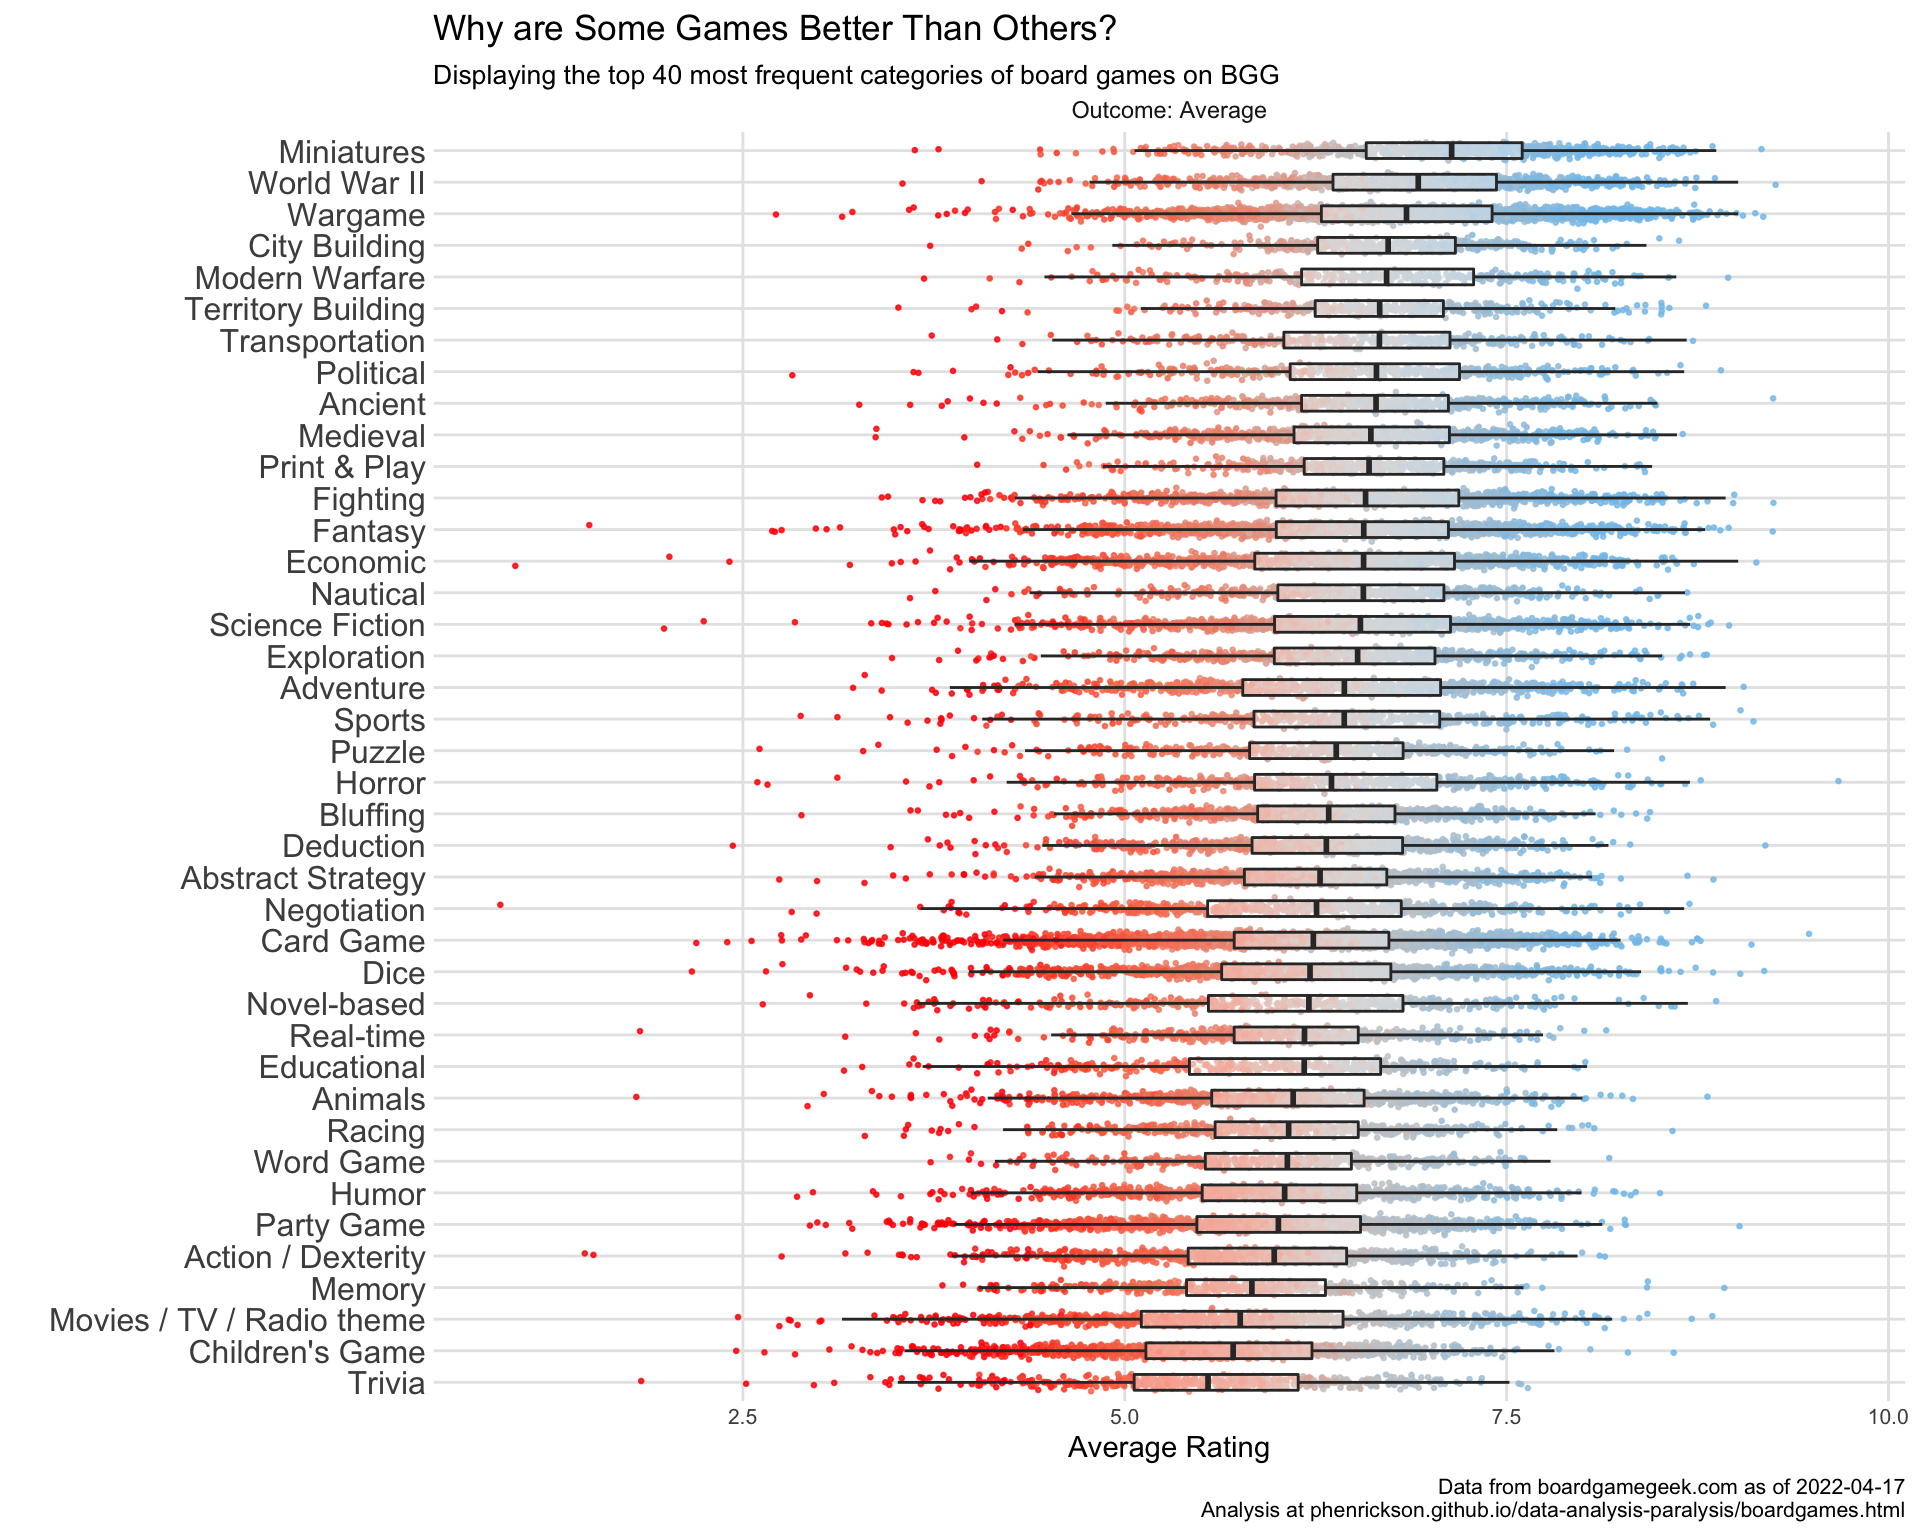 Why are Some Games Better Than Others?
Displaying the top 40 most frequent categories of board games on BGG
Outcome: Average
Miniatures
World War II
Wargame
City Building
Modern Warfare
Territory Building
Transportation
Political
Ancient
Medieval
Print & Play
Fighting
Fantasy
Economic
Nautical
Science Fiction
Exploration
Adventure
Sports
Puzzle
Horror
Bluffing
Deduction
Abstract Strategy
Negotiation
Card Game
Dice
Novel-based
Real-time
Educational
Animals
Racing
Word Game
Humor
Party Game
Action / Dexterity
Memory
Movies / TV / Radio theme
Children's Game
Trivia
2.5 5.0 7.5 10.0
Average Rating
Data from boardgamegeek.com as of 2022-04-17
Analysis at phenrickson.github.io/data-analysis-paralysis/boardgames.html